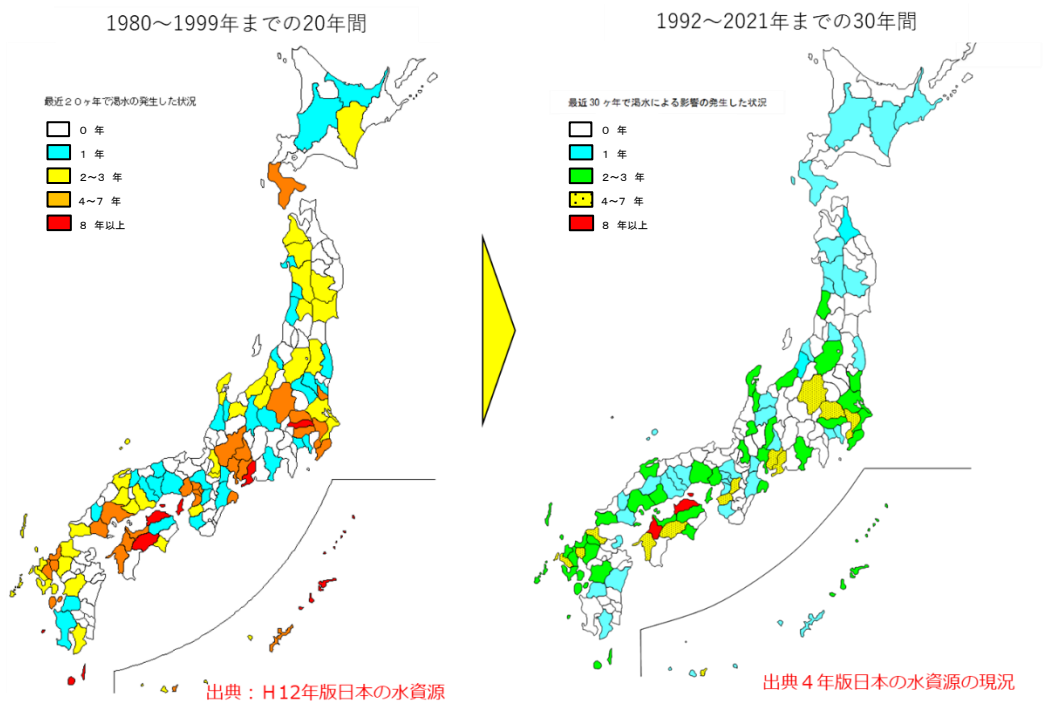 1980～1999年までの20年間
最近２０ヶ年で渇水の発生した状況
０ 年
１ 年
２～３ 年
４～７ 年
８ 年以上
出典：Ｈ12年版日本の水資源
1992～2021年までの30年間
最近30ヶ年で渇水による影響の発生した状況
０ 年
１ 年
２～３ 年
４～７ 年
８ 年以上
出典４年版日本の水資源の現況